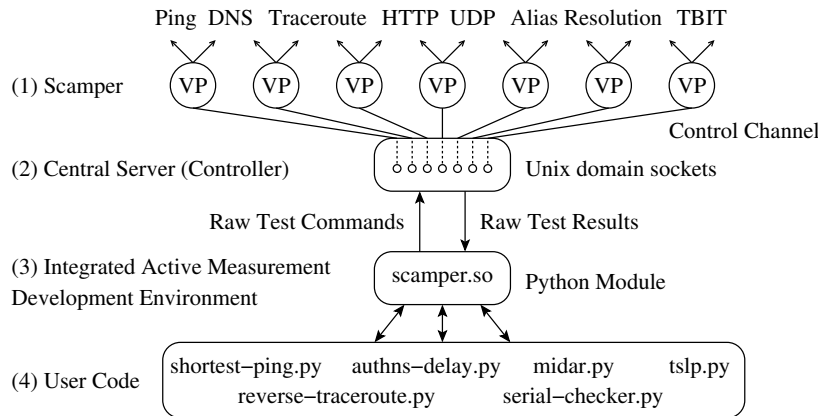 Ping DNS Traceroute HTTP UDP Alias Resolution TBIT
(1) Scamper VP VP VP VP VP VP VP
Control Channel
(2) Central Server (Controller) Unix domain sockets
Raw Test Commands Raw Test Results
(3) Integrated Active Measurement
Development Environment
scamper.so Python Module
(4) User Code
shortest−ping.py authns−delay.py midar.py tslp.py
reverse−traceroute.py serial−checker.py